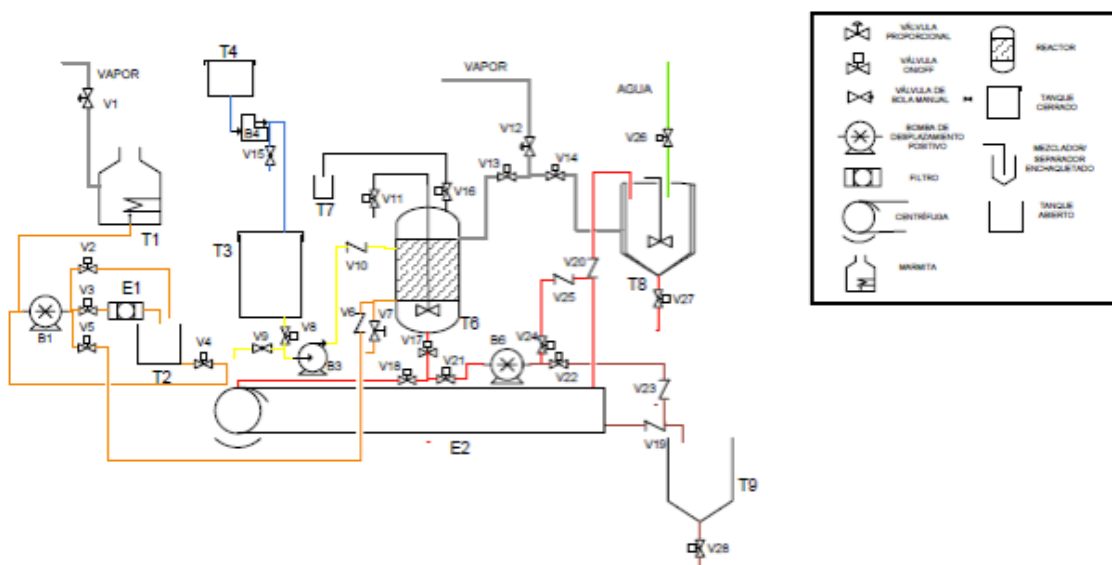 VAPOR
V1
T1
T4
B4
V15
T3
V2
V3
V5
E1
B1
T2
V4
V9
V8
B3
V10
T7
V11
V16
V6
V7
T6
V17
V18
V21
B6
V24
V22
V25
V20
E2
VAPOR
V12
V13
V14
AGUA
V26
T8
V27
V23
V19
T9
V28
VÁLVULA
PROPORCIONAL
VÁLVULA
ON/OFF
VÁLVULA DE
BOLA MANUAL
BOMBA DE
DESPLAZAMIENTO
POSITIVO
FILTRO
CENTRÍFUGA
MARMITA
REACTOR
TANQUE
CERRADO
MEZCLADOR/
SEPARADOR
ENCHAQUETADO
TANQUE
ABIERTO